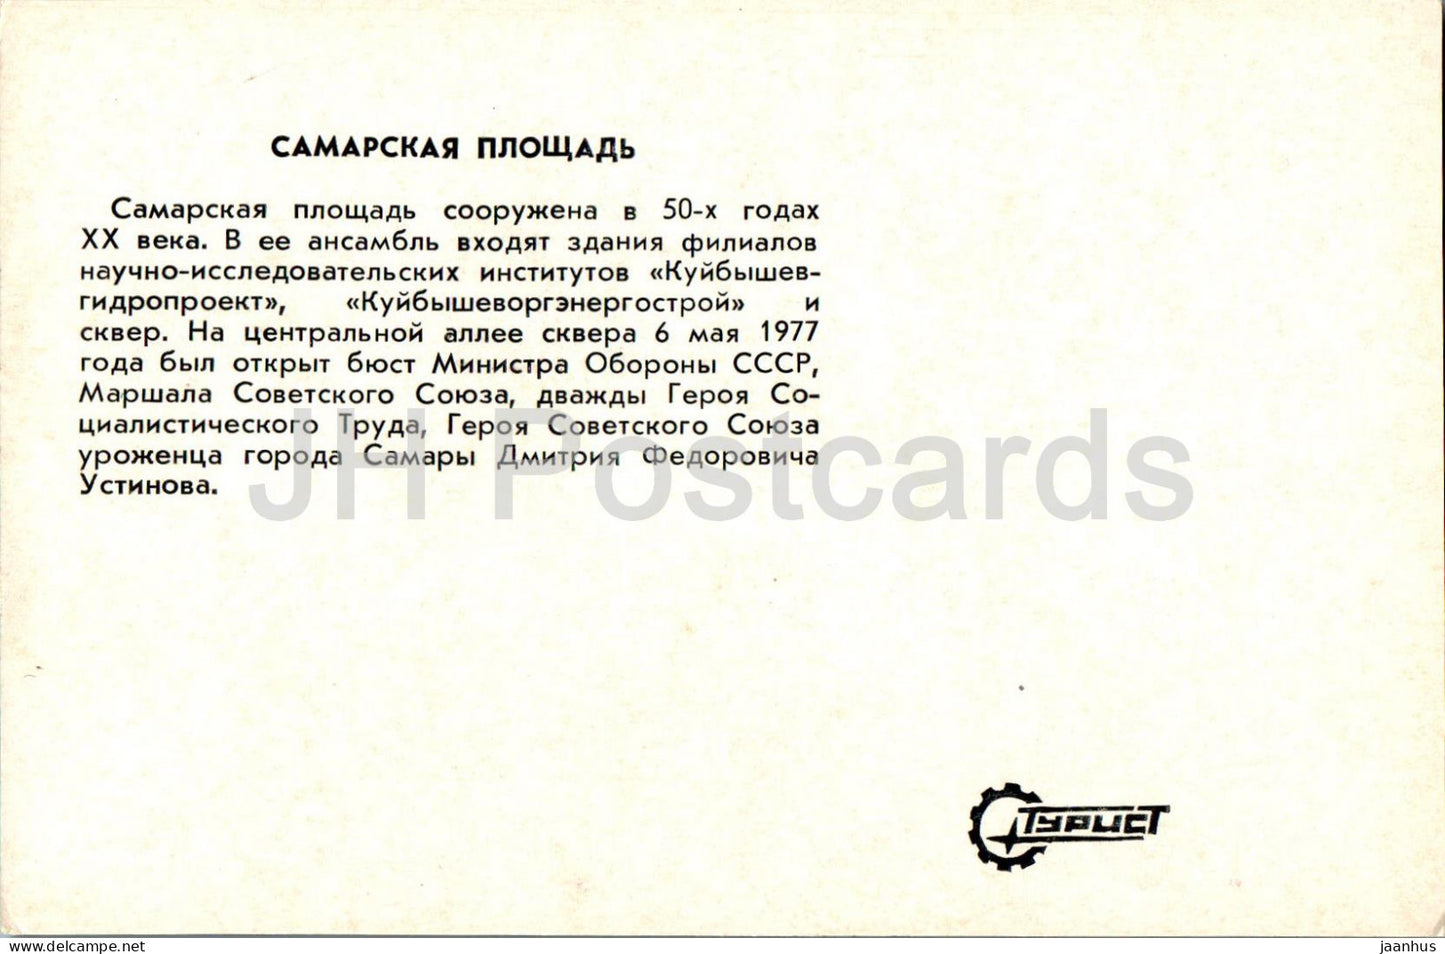 САМАРСКАЯ ПЛОЩАДЬ
Самарская площадь сооружена в 50-х годах
XX века. В ее ансамбль входят здания филиалов
научно-исследовательских институтов «Куйбышев-
гидропроект», «Куйбышеворгэнергострой» и
сквер. На центральной аллее сквера 6 мая 1977
года был открыт бюст Министра Обороны СССР,
Маршала Советского Союза, дважды Героя Со-
циалистического Труда, Героя Советского Союза
уроженца города Самары Дмитрия Федоровича
Устинова.
JH Postcards
Турист
www.delcampe.net
jaanhus